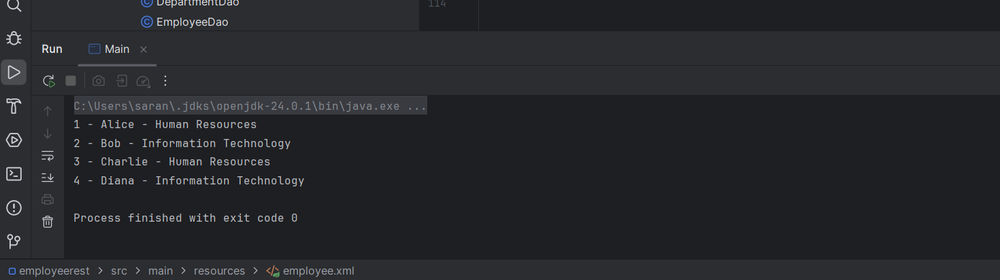 DepartmentDao
114
EmployeeDao
Run
Main
C:\Users\saran\.jdks\openjdk-24.0.1\bin\java.exe ...
1 - Alice - Human Resources
2 - Bob - Information Technology
3 - Charlie - Human Resources
4 - Diana - Information Technology
Process finished with exit code 0
employeerest > src > main > resources > employee.xml